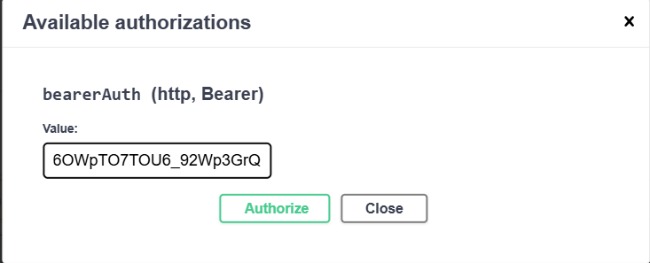 Available authorizations x
bearerAuth (http, Bearer)
Value:
6OWpTO7TOU6_92Wp3GrQ
Authorize Close